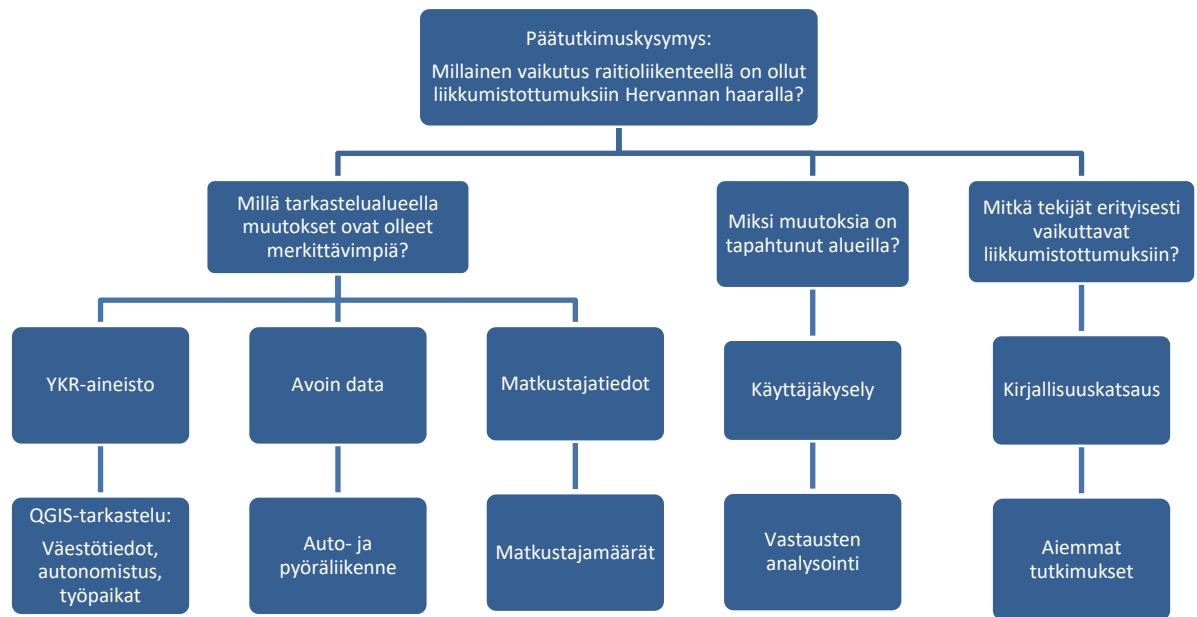 Päätutkimuskysymys:
Millainen vaikutus raitioliikenteellä on ollut
liikkumistottumuksiin Hervannan haaralla?
Millä tarkastelualueella
muutokset ovat olleet
merkittävimpiä?
Miksi muutoksia on
tapahtunut alueilla?
Mitkä tekijät erityisesti
vaikuttavat
liikkumistottumuksiin?
YKR-aineisto
Avoin data
Matkustajatiedot
Käyttäjäkysely
Kirjallisuuskatsaus
QGIS-tarkastelu:
Väestötiedot,
autonomistus,
työpaikat
Auto- ja
pyöräliikenne
Matkustajamäärät
Vastausten
analysointi
Aiemmat
tutkimukset